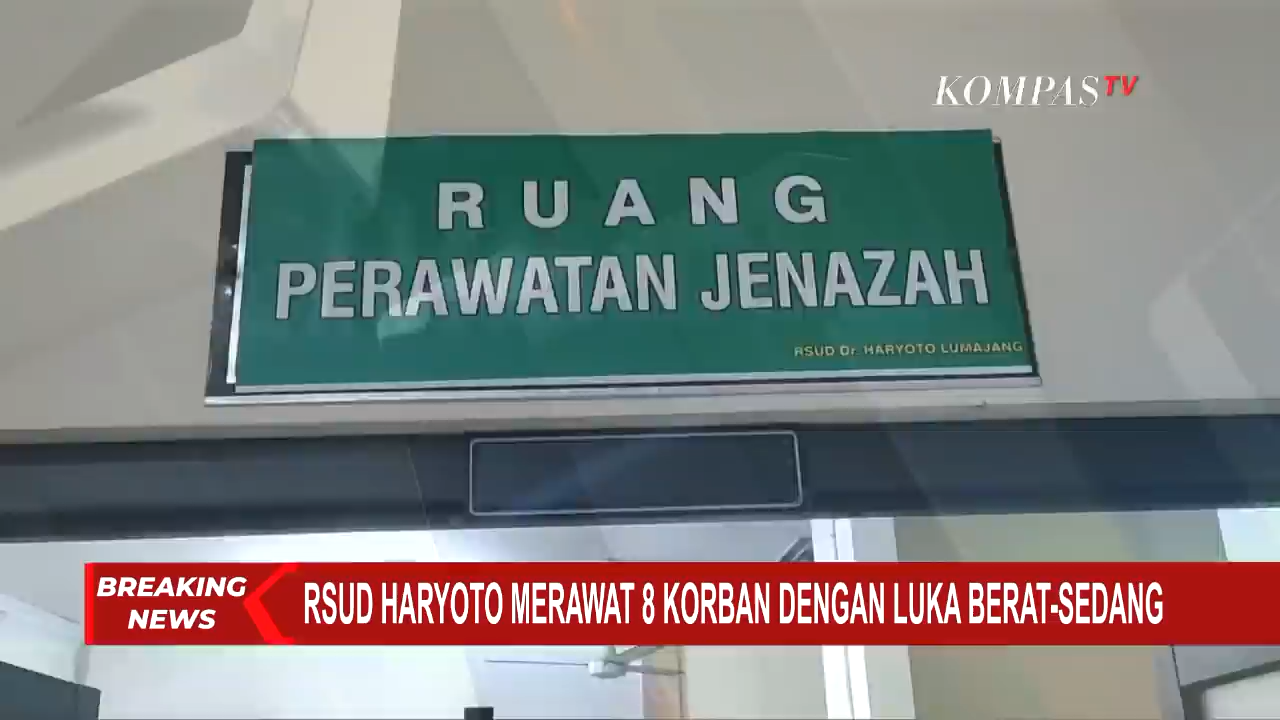 KOMPASTV
RUANG
PERAWATAN JENAZAH
RSUD Dr. HARYOTO LUMAJANG
BREAKING
NEWS
RSUD HARYOTO MERAWAT 8 KORBAN DENGAN LUKA BERAT-SEDANG